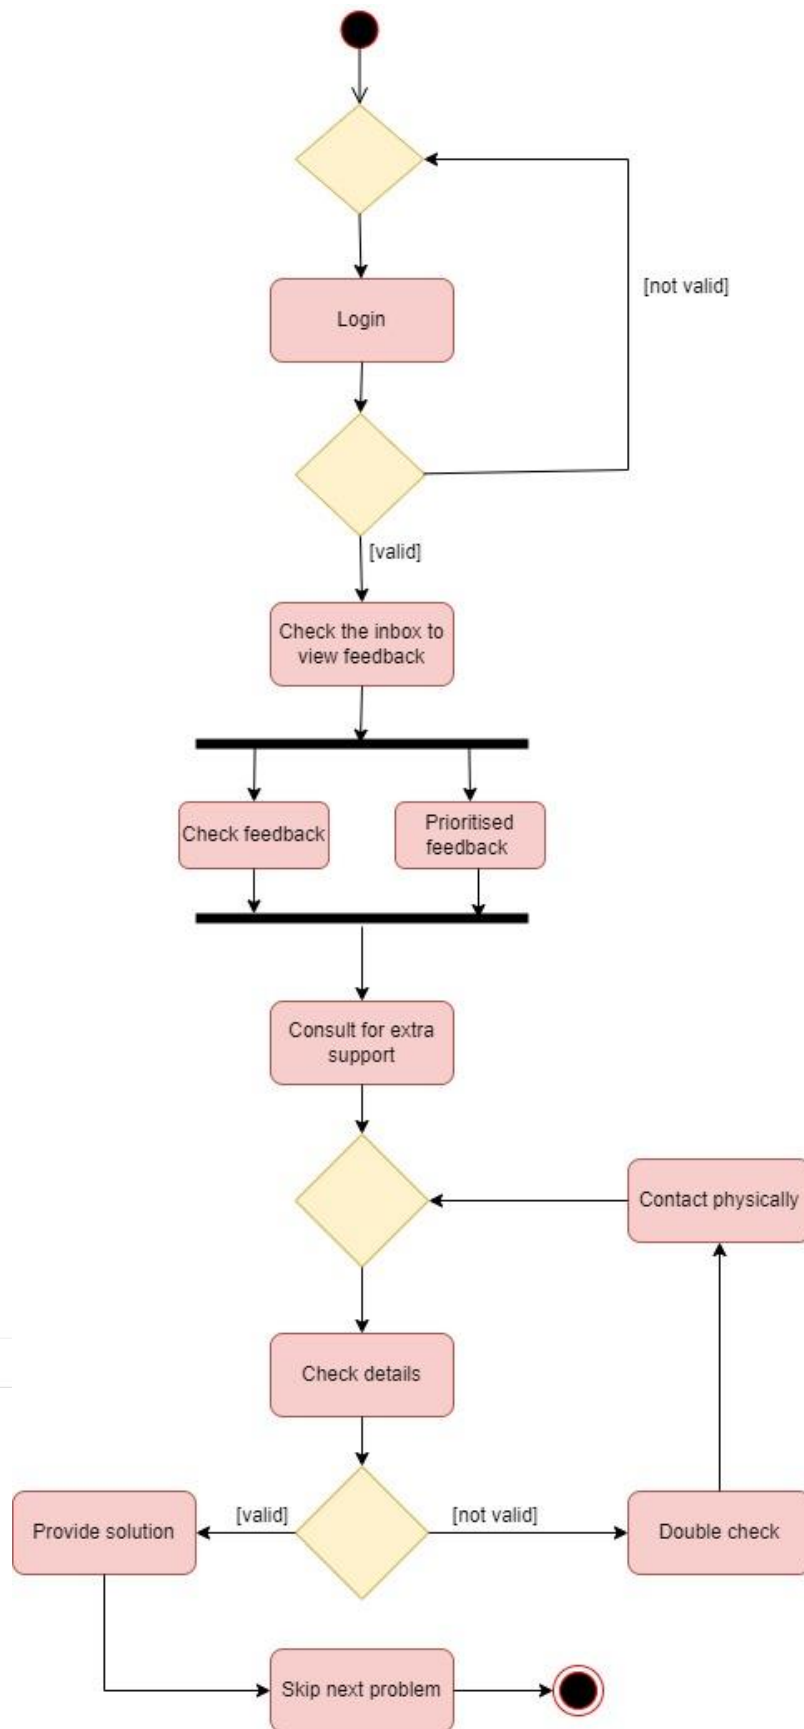 [not valid]
Login
[valid]
Check the inbox to
view feedback
Check feedback
Prioritised
feedback
Consult for extra
support
Contact physically
Check details
Provide solution
[valid]
[not valid]
Double check
Skip next problem